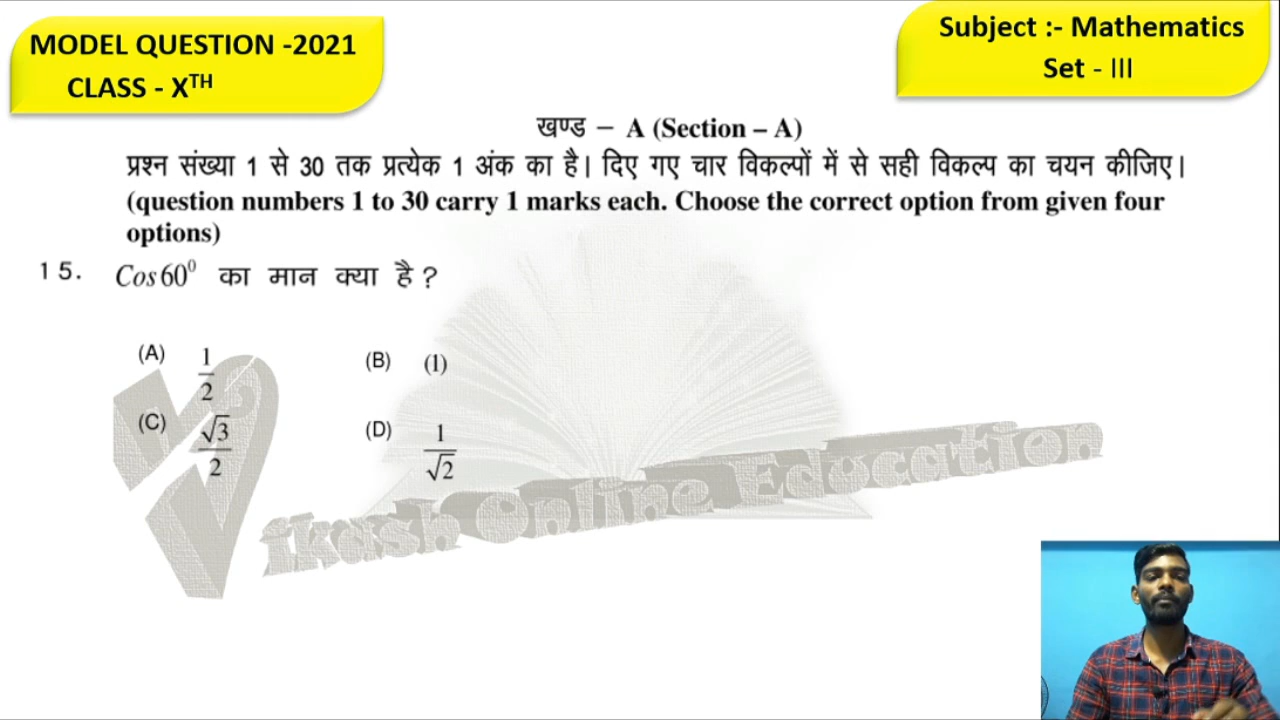 MODEL QUESTION -2021
CLASS - Xᵀᴴ
Subject :- Mathematics
Set - III
खण्ड – A (Section – A)
प्रश्न संख्या 1 से 30 तक प्रत्येक 1 अंक का है। दिए गए चार विकल्पों में से सही विकल्प का चयन कीजिए।
(question numbers 1 to 30 carry 1 marks each. Choose the correct option from given four
options)
15. Cos60⁰ का मान क्या है ?
(A) 1/2 (B) (1)
(C) √3/2 (D) 1/√2
Vikash Online Education